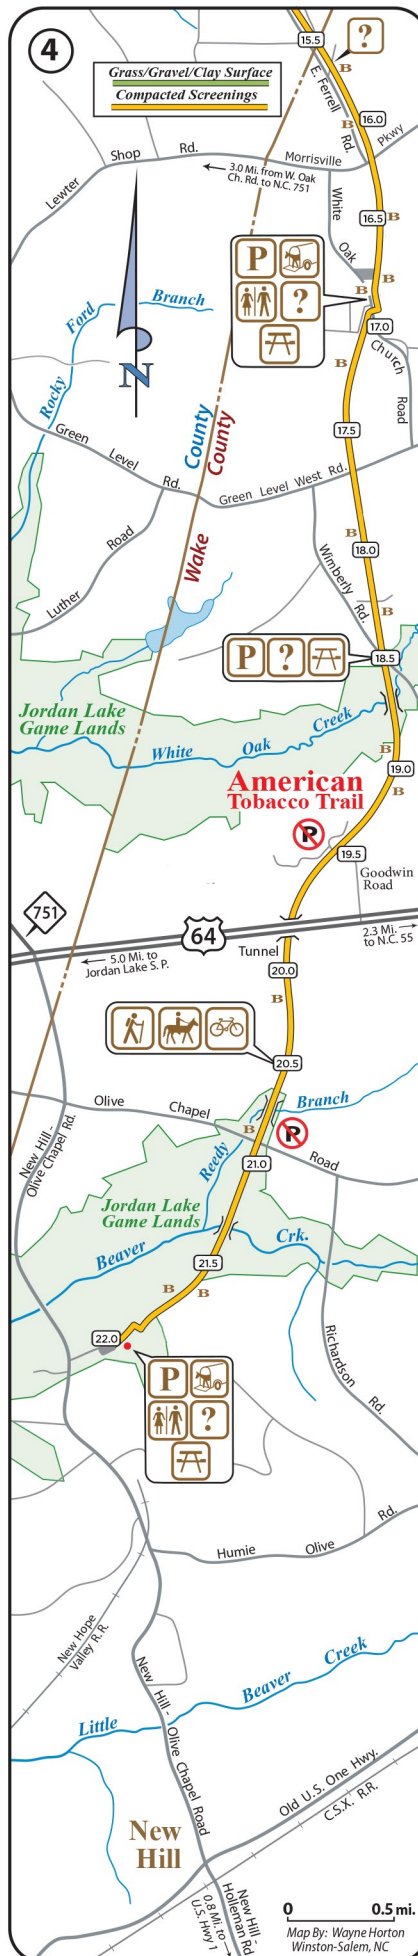 4
Grass/Gravel/Clay Surface
Compacted Screenings
15.5
?
B
E. Ferrell
Rd.
B
16.0
Pkwy
Lewter
Shop
Rd.
Morrisville
← 3.0 Mi. from W. Oak
Ch. Rd. to N.C. 751
White
Oak
16.5
B
P
?
B
B
17.0
Church
Road
B
N
Rocky
Ford
Branch
County
County
Wake
17.5
Green
Level
Rd.
Green Level West Rd.
B
18.0
Luther
Road
Wimberly
Rd.
B
P
?
18.5
Jordan Lake
Game Lands
White
Oak
Creek
B
19.0
B
American
Tobacco Trail
P
19.5
Goodwin
Road
751
64
2.3 Mi.
to N.C. 55
← 5.0 Mi. to
Jordan Lake S. P.
Tunnel
20.0
B
20.5
New Hill -
Olive Chapel Rd.
Olive
Chapel
Road
Branch
Reedy
B
P
21.0
Jordan Lake
Game Lands
Beaver
Crk.
21.5
B
B
22.0
P
?
Richardson
Rd.
Humie
Olive
Rd.
New Hope
Valley R.R.
Little
Beaver
Creek
New Hill -
Olive Chapel Road
Old U.S. One Hwy.
C.S.X. R.R.
New
Hill
0.8 Mi. to →
U.S. Hwy 1
New Hill -
Holleman Rd.
0
0.5 mi.
Map By: Wayne Horton
Winston-Salem, NC